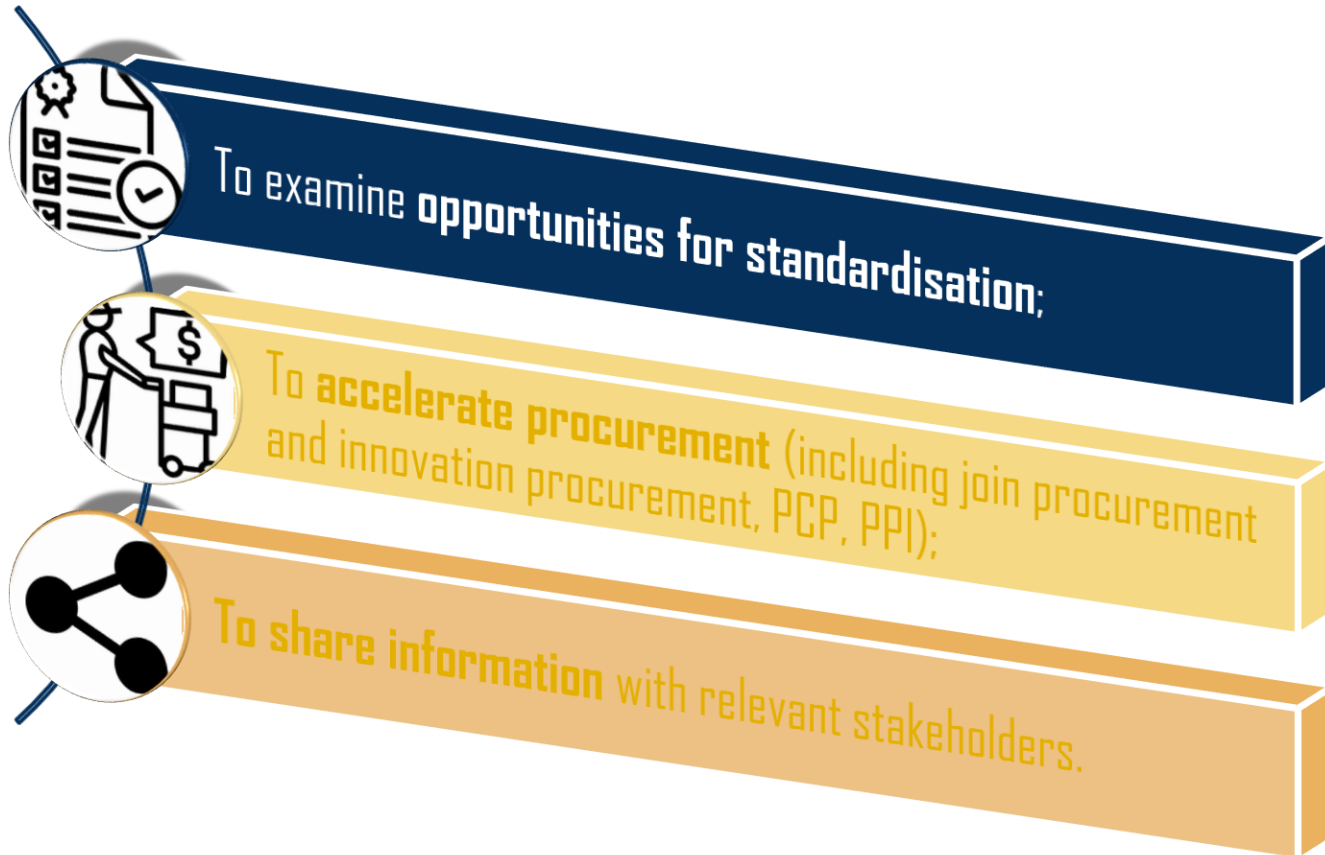 To examine opportunities for standardisation;
To accelerate procurement (including join procurement
and innovation procurement, PCP, PPI);
To share information with relevant stakeholders.
$